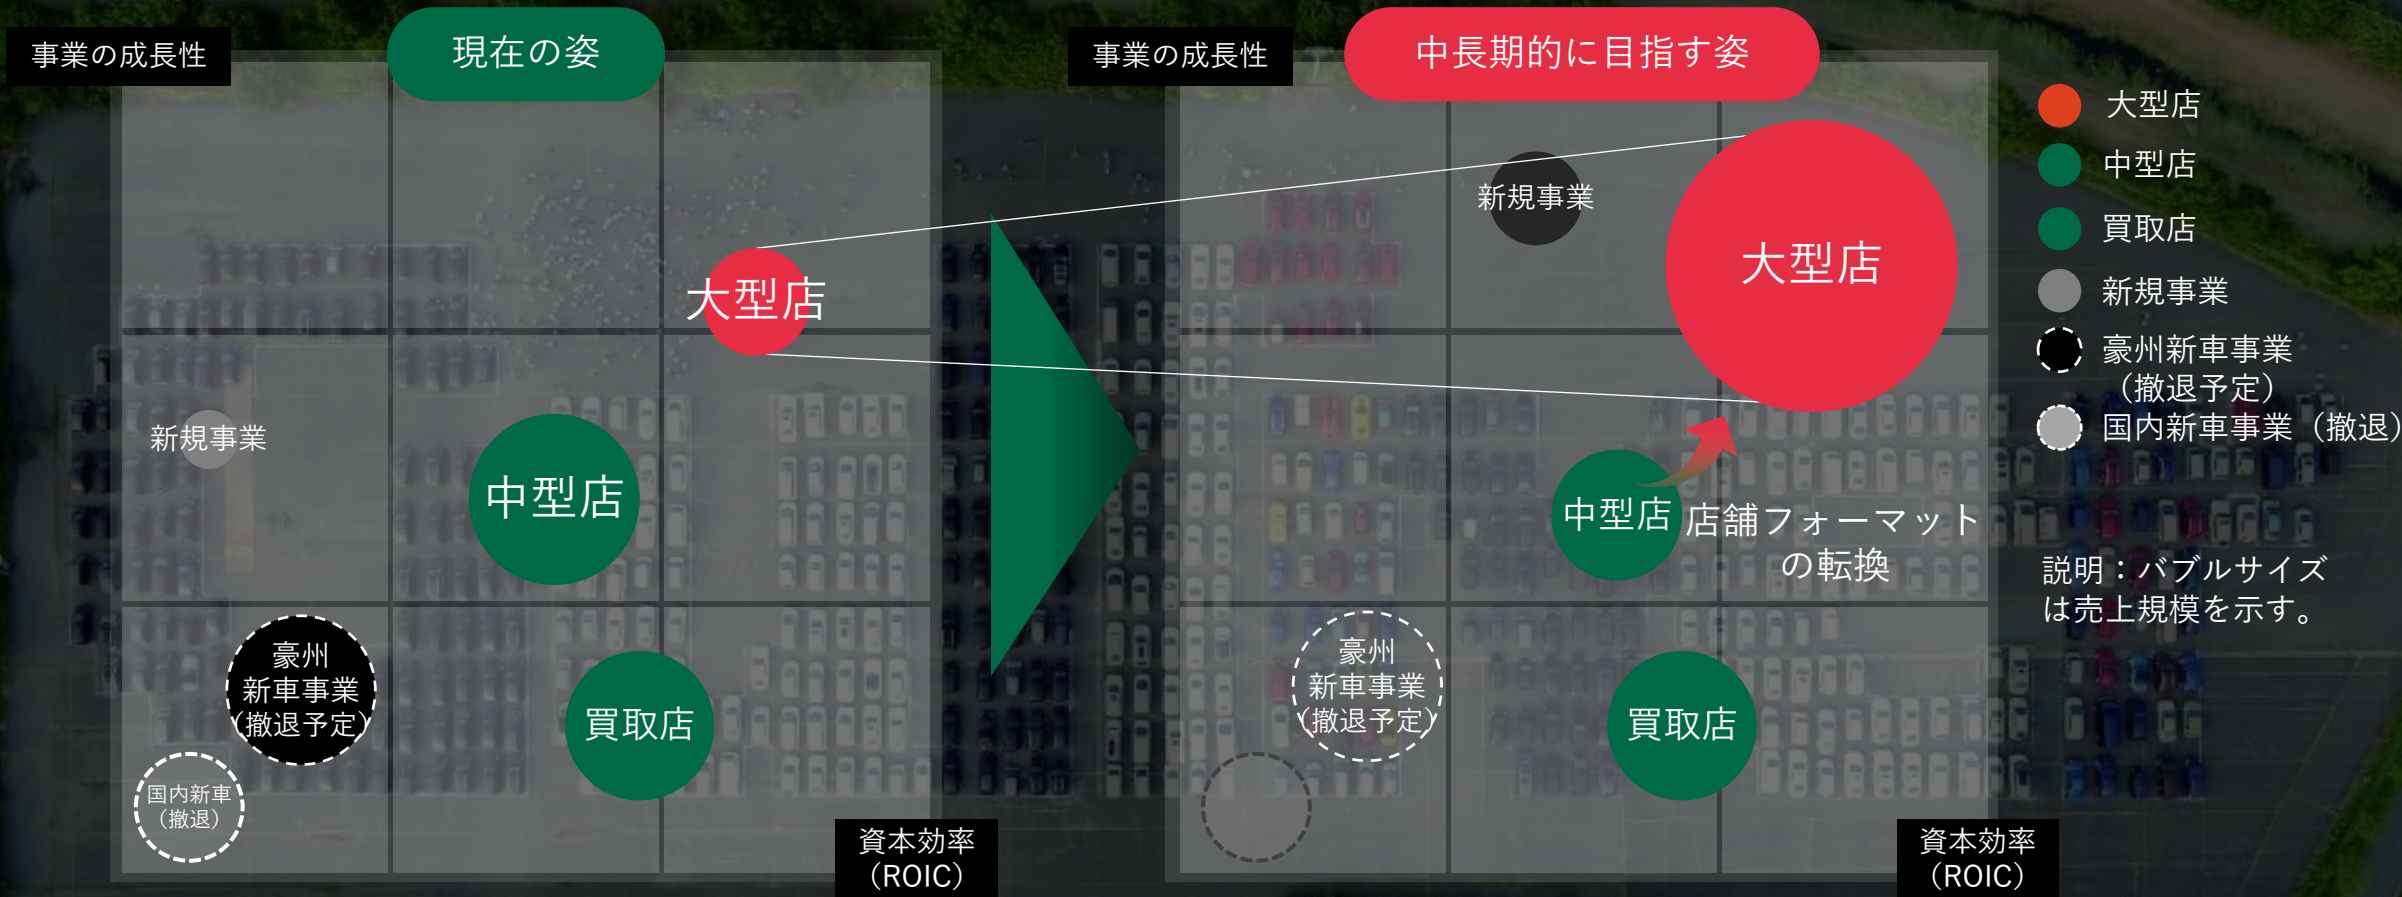 事業の成長性
現在の姿
大型店
新規事業
中型店
豪州
新車事業
（撤退予定）
国内新車
（撤退）
買取店
資本効率
（ROIC）
事業の成長性
中長期的に目指す姿
新規事業
大型店
中型店
店舗フォーマット
の転換
豪州
新車事業
（撤退予定）
買取店
資本効率
（ROIC）
大型店
中型店
買取店
新規事業
豪州新車事業
（撤退予定）
国内新車事業（撤退）
説明：バブルサイズ
は売上規模を示す。